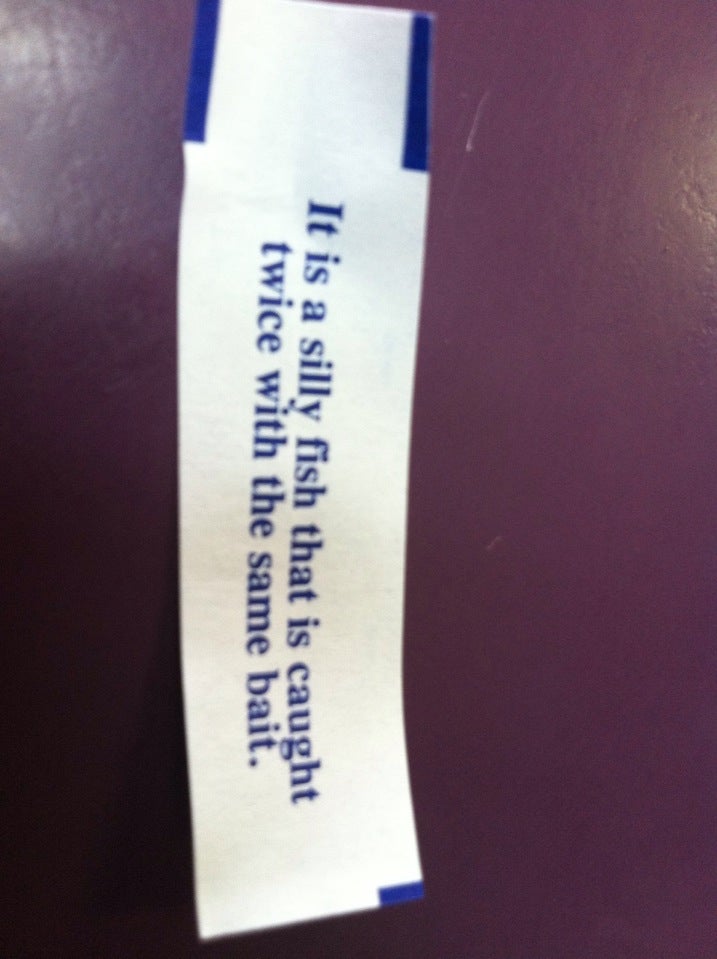 It is a silly fish that is caught
twice with the same bait.